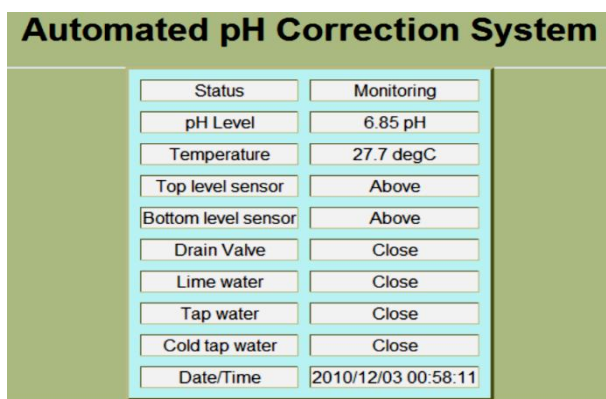 Automated pH Correction System
Status Monitoring
pH Level 6.85 pH
Temperature 27.7 degC
Top level sensor Above
Bottom level sensor Above
Drain Valve Close
Lime water Close
Tap water Close
Cold tap water Close
Date/Time 2010/12/03 00:58:11